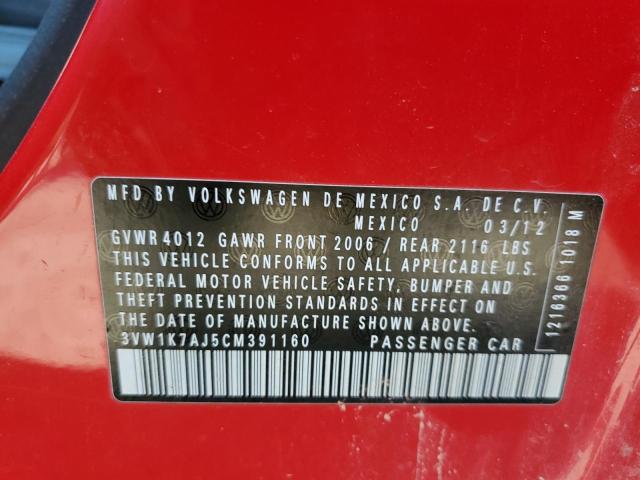 MFD BY VOLKSWAGEN DE MEXICO S.A. DE C.V.
MEXICO 03/12
GVWR 4012 GAWR FRONT 2006 / REAR 2116 LBS
THIS VEHICLE CONFORMS TO ALL APPLICABLE U.S.
FEDERAL MOTOR VEHICLE SAFETY, BUMPER AND
THEFT PREVENTION STANDARDS IN EFFECT ON
THE DATE OF MANUFACTURE SHOWN ABOVE.
3VW1K7AJ5CM391160 PASSENGER CAR
1216366 1018 M